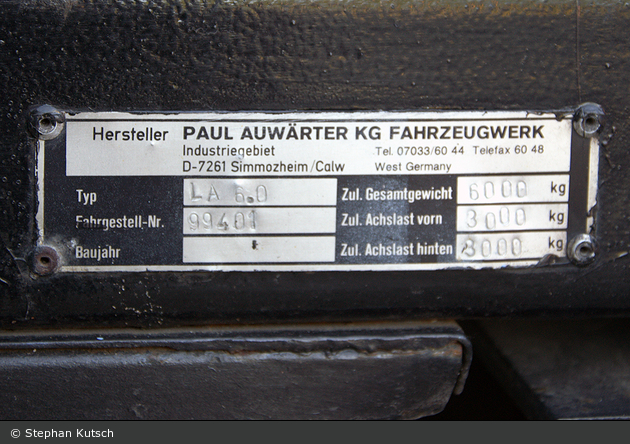 Hersteller PAUL AUWÄRTER KG FAHRZEUGWERK
Industriegebiet Tel. 07033/60 44 Telefax 60 48
D-7261 Simmozheim/Calw West Germany
Typ LA 6.0 Zul. Gesamtgewicht 6000 kg
Fahrgestell-Nr. 99401 Zul. Achslast vorn 3000 kg
Baujahr Zul. Achslast hinten 3000 kg
© Stephan Kutsch